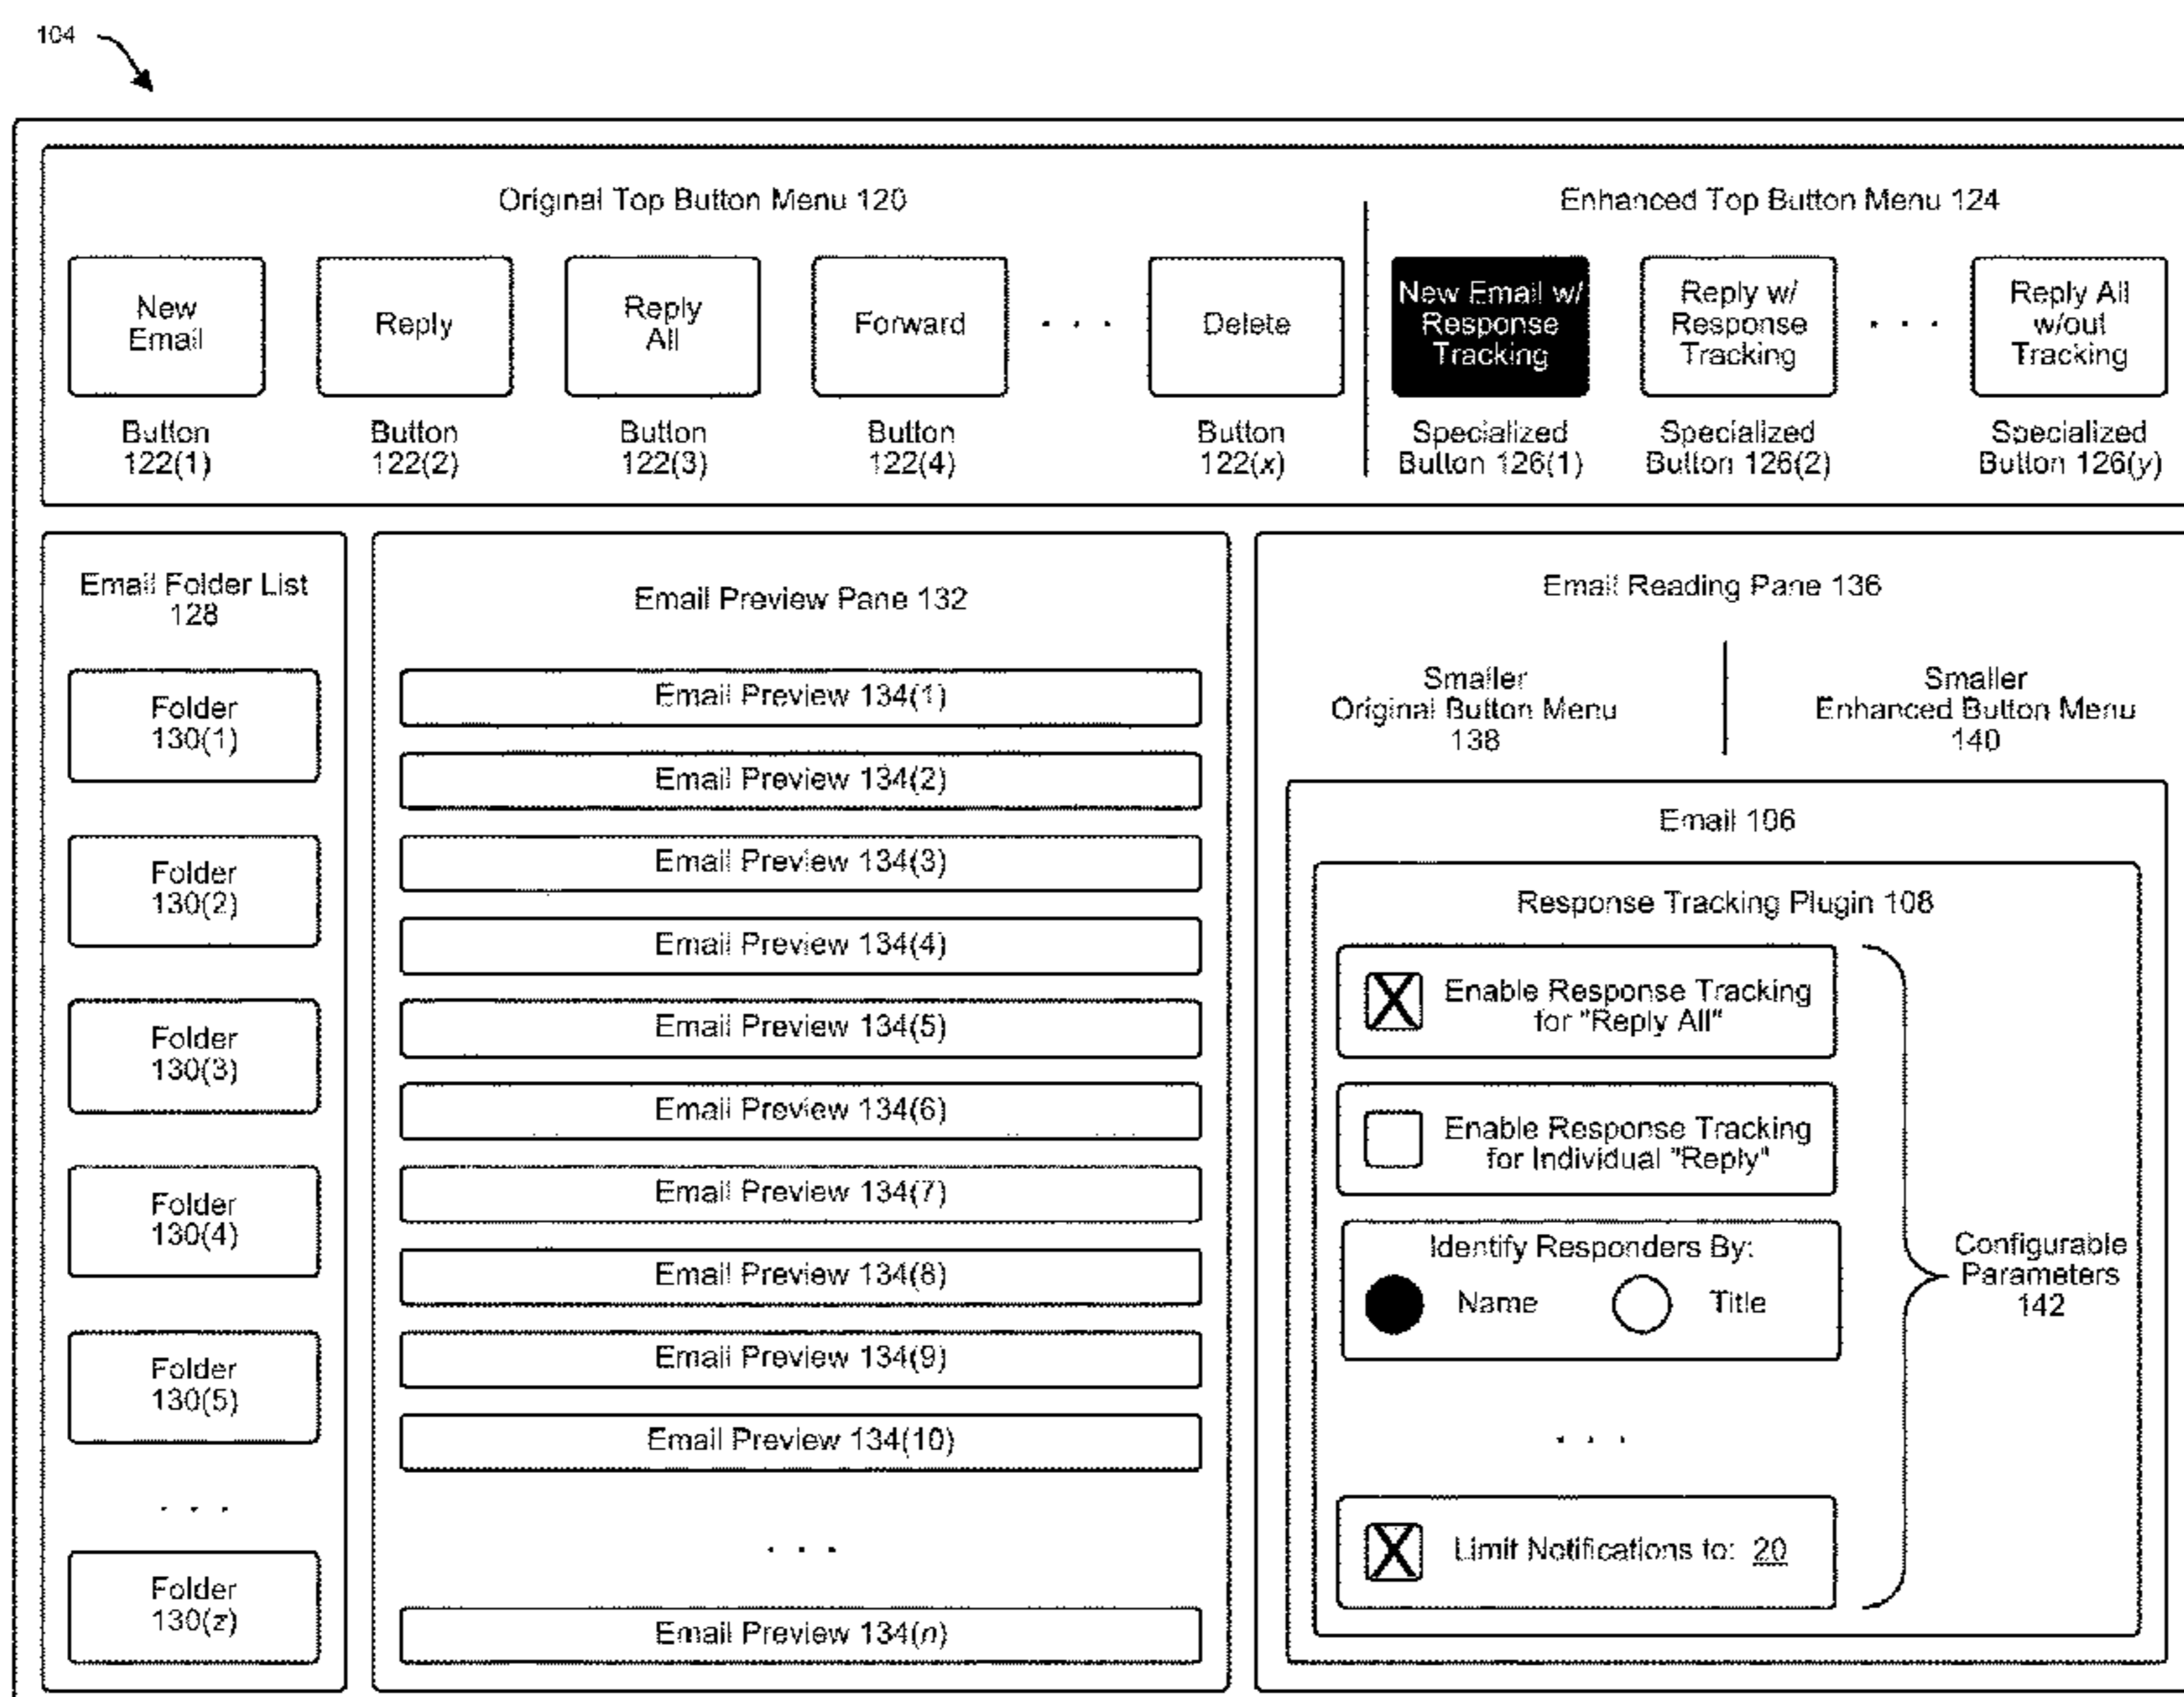 104
Original Top Button Menu 120
Enhanced Top Button Menu 124
New
Email
Reply
Reply
All
Forward
. . .
Delete
New Email w/
Response
Tracking
Reply w/
Response
Tracking
. . .
Reply All
w/out
Tracking
Button
122(1)
Button
122(2)
Button
122(3)
Button
122(4)
Button
122(x)
Specialized
Button 126(1)
Specialized
Button 126(2)
Specialized
Button 126(y)
Email Folder List
128
Folder
130(1)
Folder
130(2)
Folder
130(3)
Folder
130(4)
Folder
130(5)
. . .
Folder
130(z)
Email Preview Pane 132
Email Preview 134(1)
Email Preview 134(2)
Email Preview 134(3)
Email Preview 134(4)
Email Preview 134(5)
Email Preview 134(6)
Email Preview 134(7)
Email Preview 134(8)
Email Preview 134(9)
Email Preview 134(10)
. . .
Email Preview 134(n)
Email Reading Pane 136
Smaller
Original Button Menu
138
Smaller
Enhanced Button Menu
140
Email 106
Response Tracking Plugin 108
X Enable Response Tracking
for "Reply All"
Enable Response Tracking
for Individual "Reply"
Identify Responders By:
Name Title
. . .
X Limit Notifications to: 20
Configurable
Parameters
142